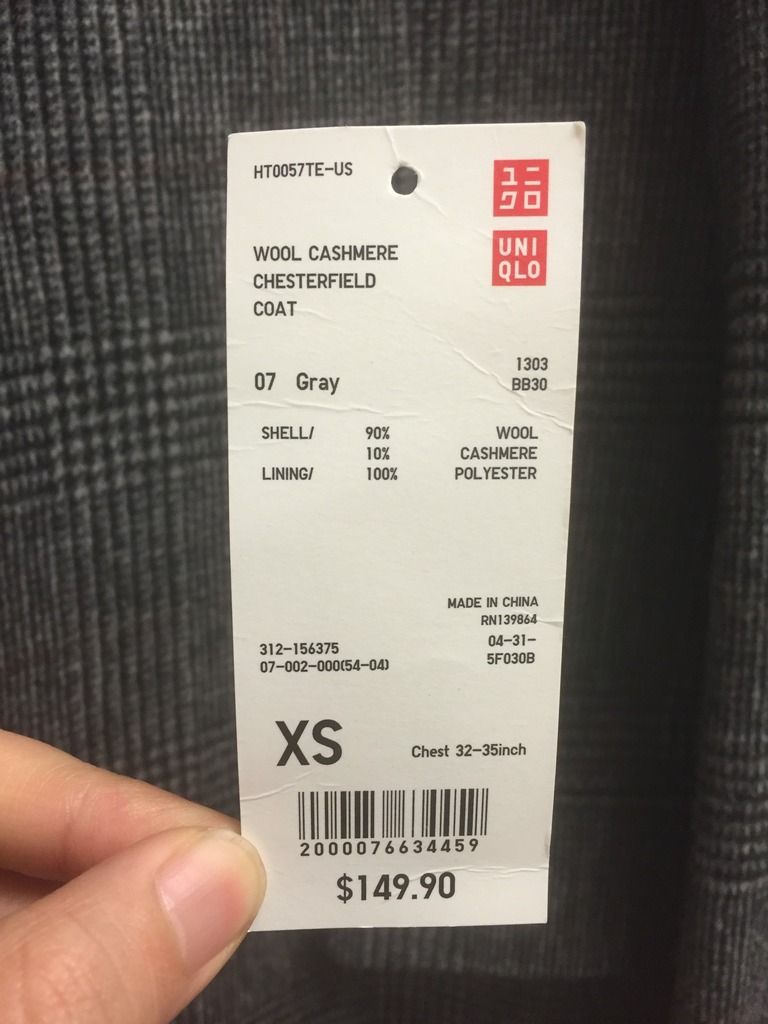 HT0057TE-US
ユニ
クロ
UNI
QLO
WOOL CASHMERE
CHESTERFIELD
COAT
1303
07 Gray BB30
SHELL/ 90% WOOL
10% CASHMERE
LINING/ 100% POLYESTER
MADE IN CHINA
RN139864
312-156375 04-31-
07-002-000(54-04) 5F030B
XS Chest 32-35inch
2000076634459
$149.90